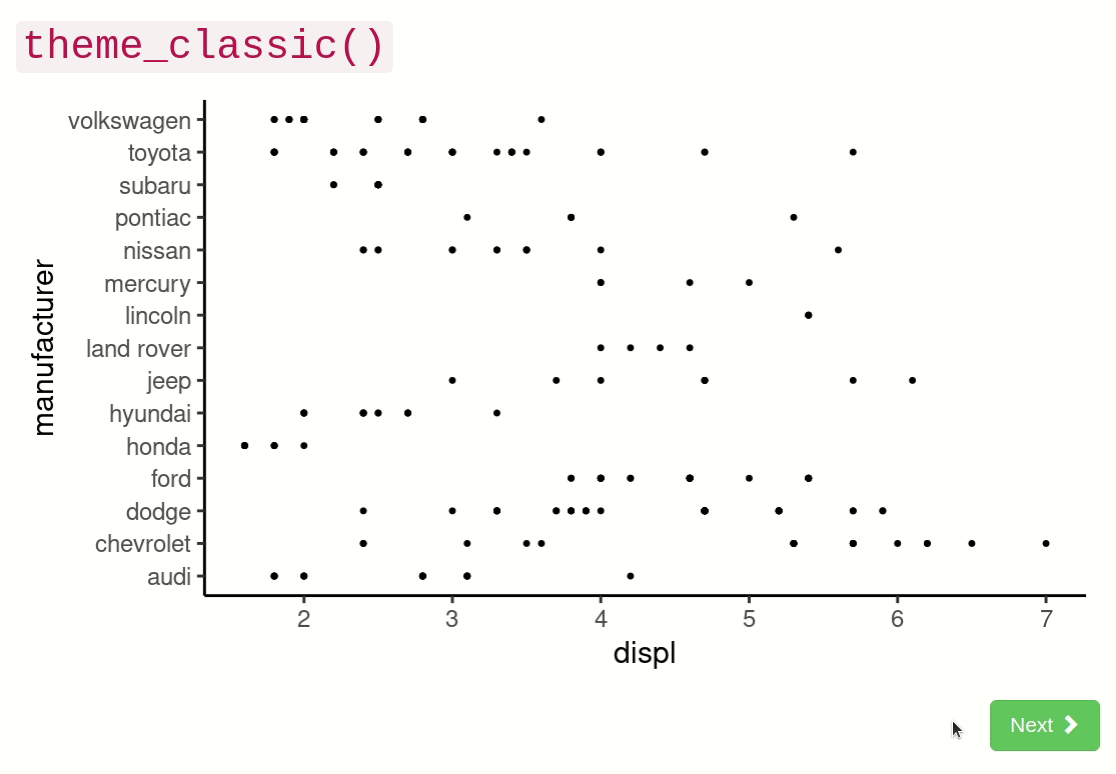 theme_classic()
volkswagen
toyota
subaru
pontiac
nissan
mercury
lincoln
land rover
jeep
hyundai
honda
ford
dodge
chevrolet
audi
manufacturer
2 3 4 5 6 7
displ
Next